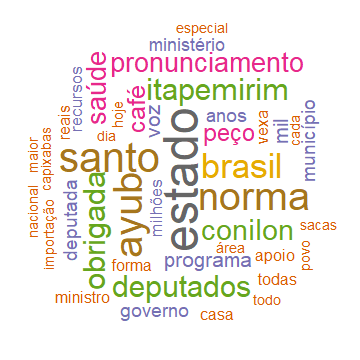 especial
ministério
pronunciamento
recursos
saúde
itapemirim
hoje
café
voz
anos
reais
dia
peço
vexa
mil
cada
município
maior
capixabas
nacional
importação
santo
estado
brasil
deputada
obrigada
ayub
milhões
norma
conilon
sacas
área
apoio
povo
programa
forma
todas
ministro
deputados
todo
governo
casa